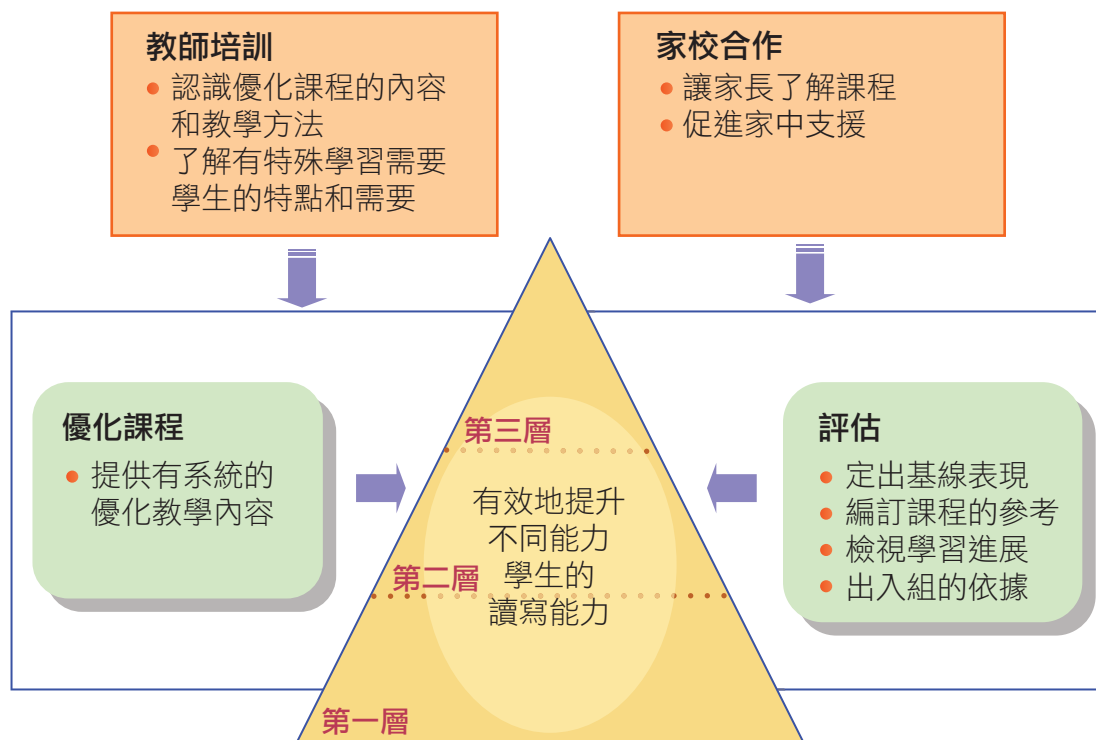 教師培訓
認識優化課程的內容
和教學方法
了解有特殊學習需要
學生的特點和需要
家校合作
讓家長了解課程
促進家中支援
優化課程
提供有系統的
優化教學內容
第三層
有效地提升
不同能力
學生的
讀寫能力
第二層
第一層
評估
定出基線表現
編訂課程的參考
檢視學習進展
出入組的依據